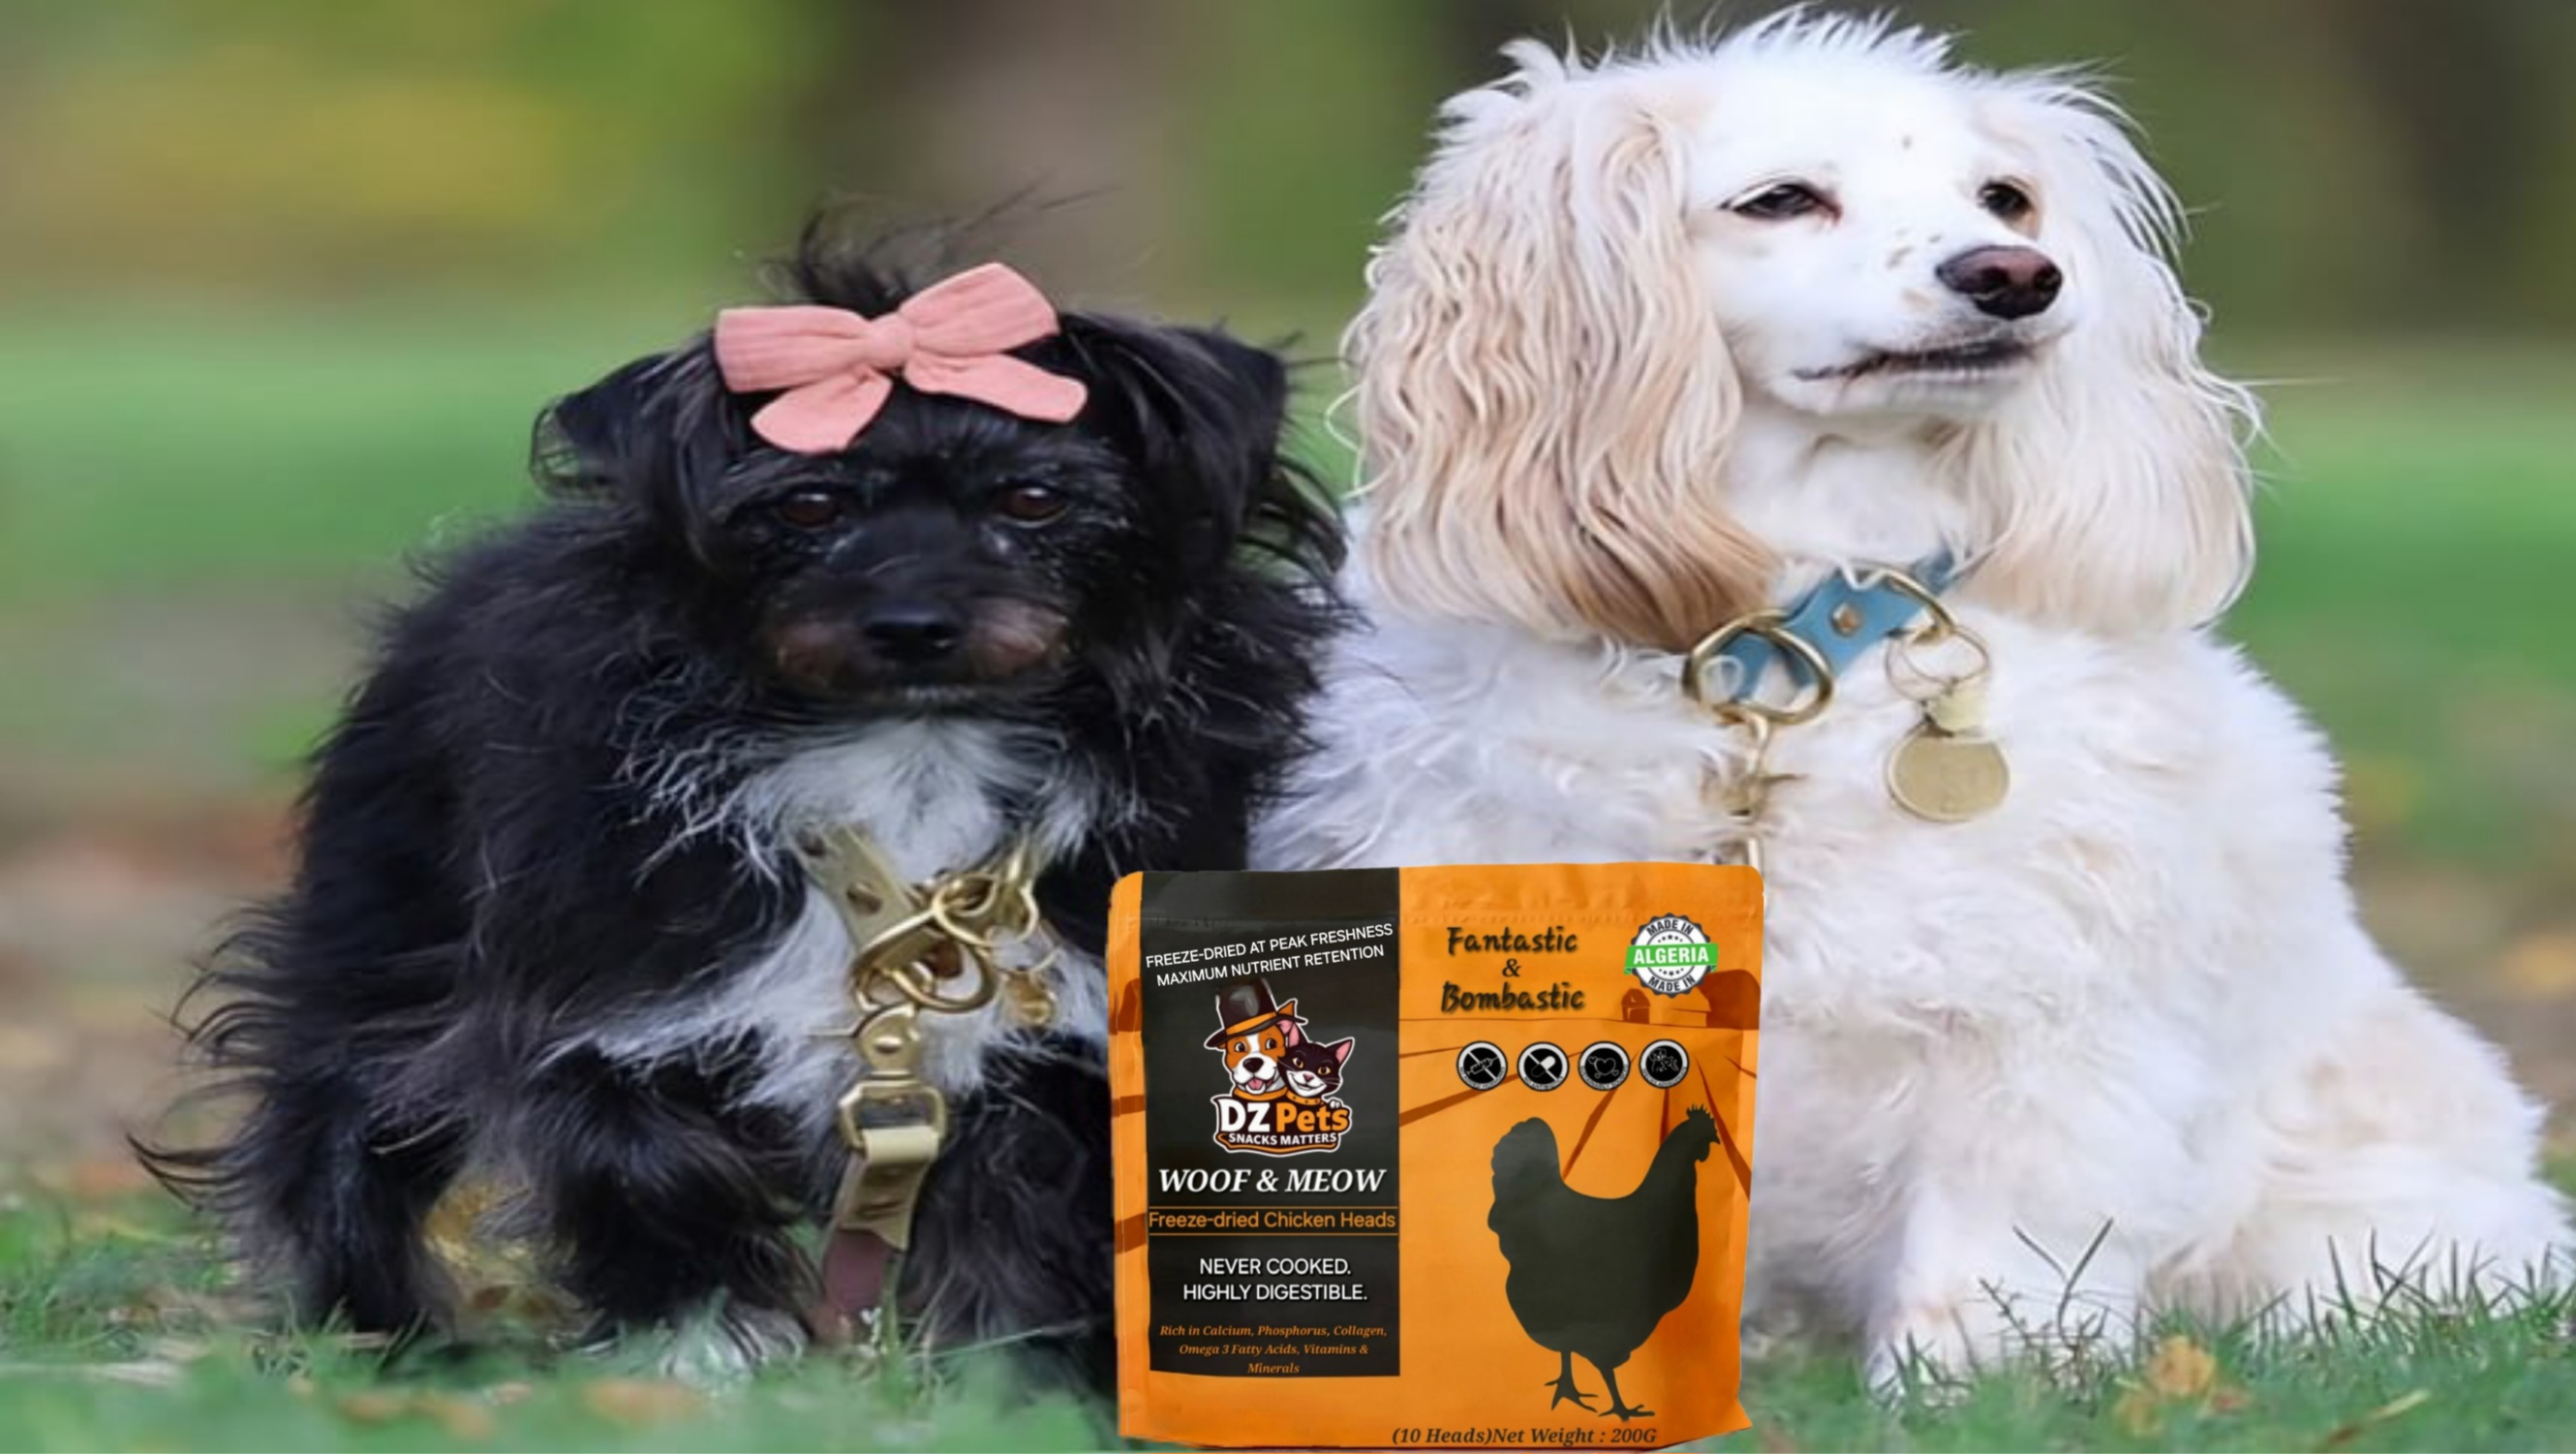 FREEZE-DRIED AT PEAK FRESHNESS
MAXIMUM NUTRIENT RETENTION
DZ Pets
SNACKS MATTERS
WOOF & MEOW
Freeze-dried Chicken Heads
NEVER COOKED.
HIGHLY DIGESTIBLE.
Rich in Calcium, Phosphorus, Collagen,
Omega 3 Fatty Acids, Vitamins &
Minerals
Fantastic
&
Bombastic
MADE IN
ALGERIA
MADE IN
(10 Heads)Net Weight : 200G